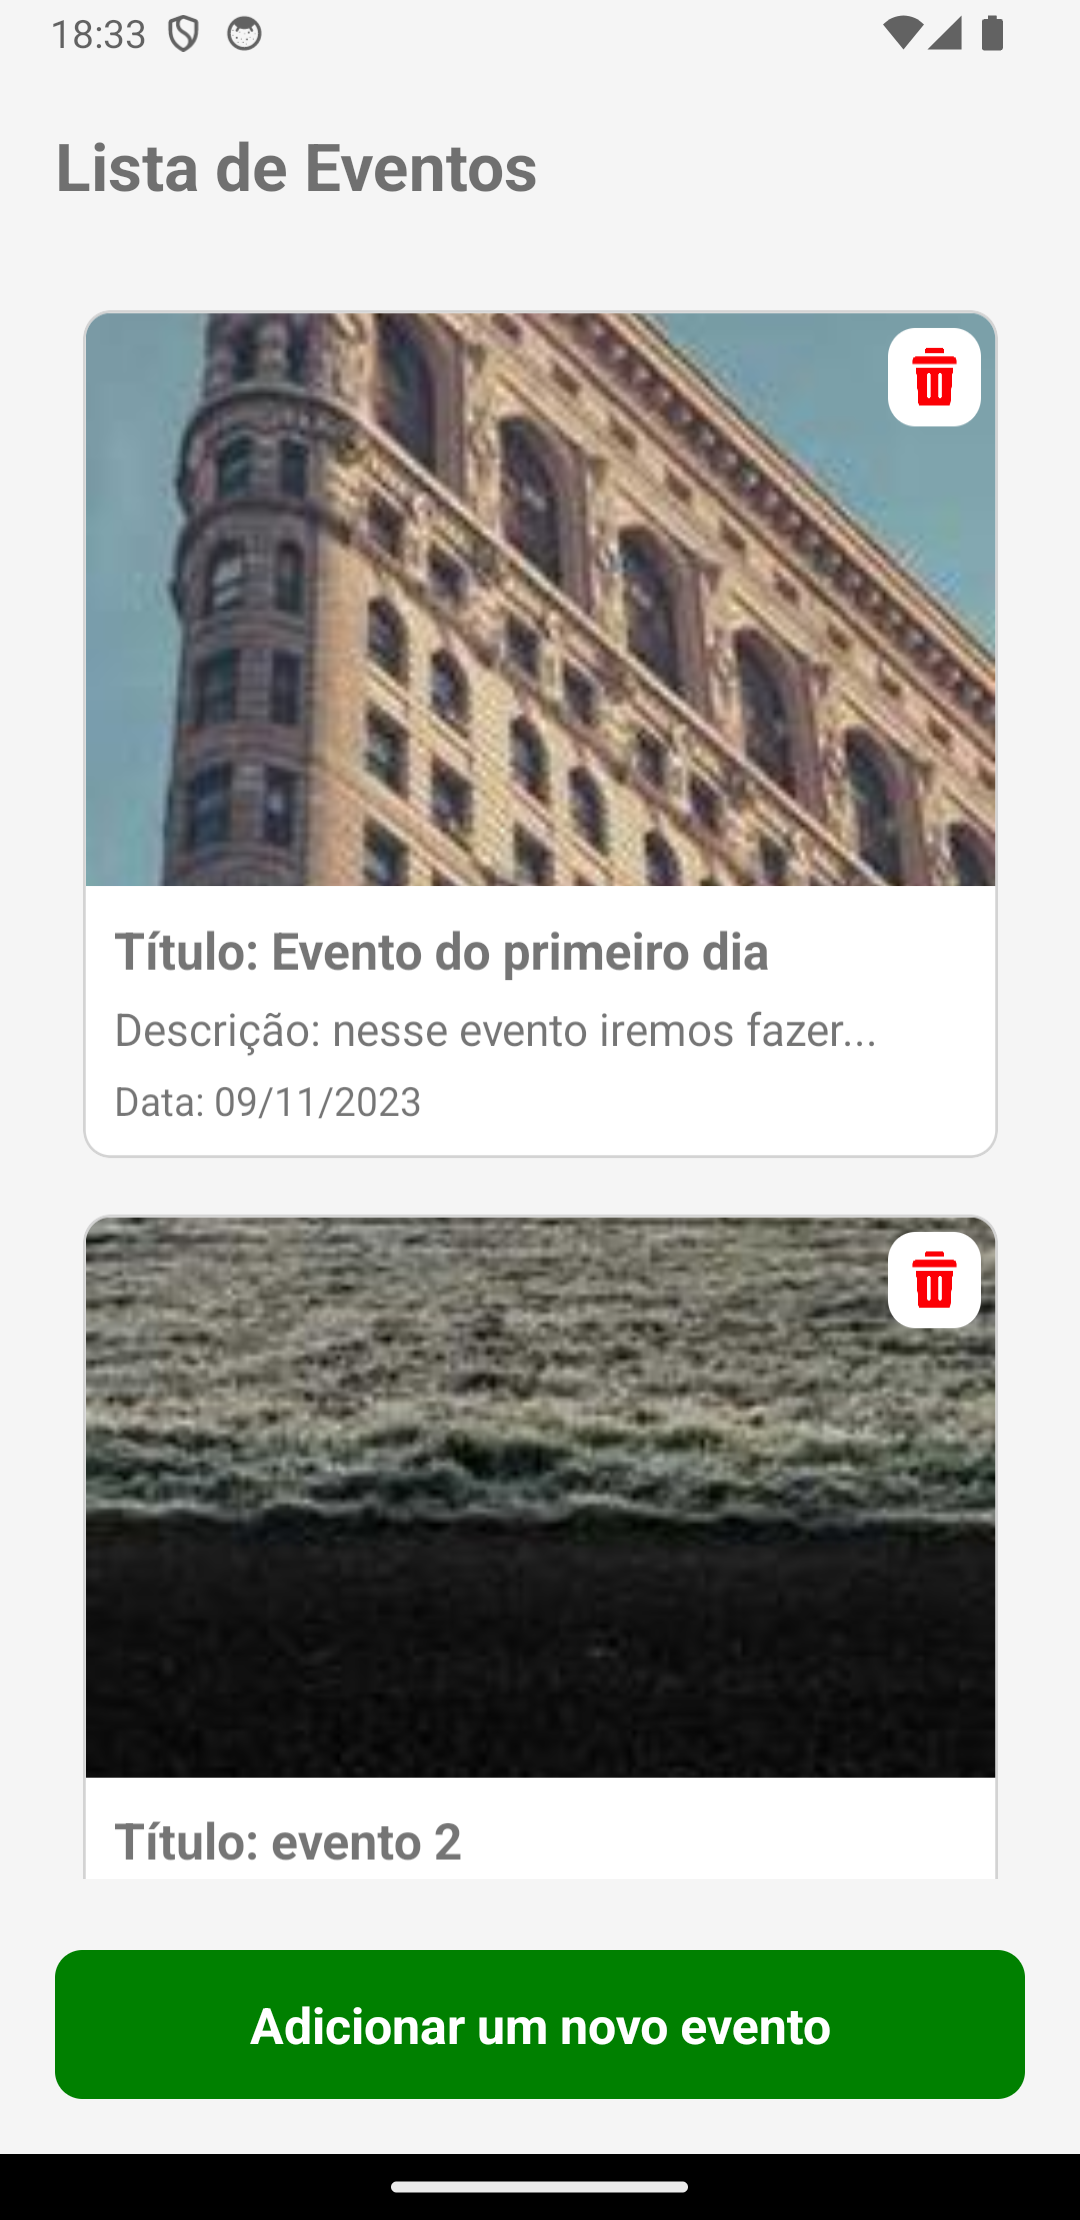 18:33
Lista de Eventos
Título: Evento do primeiro dia
Descrição: nesse evento iremos fazer...
Data: 09/11/2023
Título: evento 2
Adicionar um novo evento